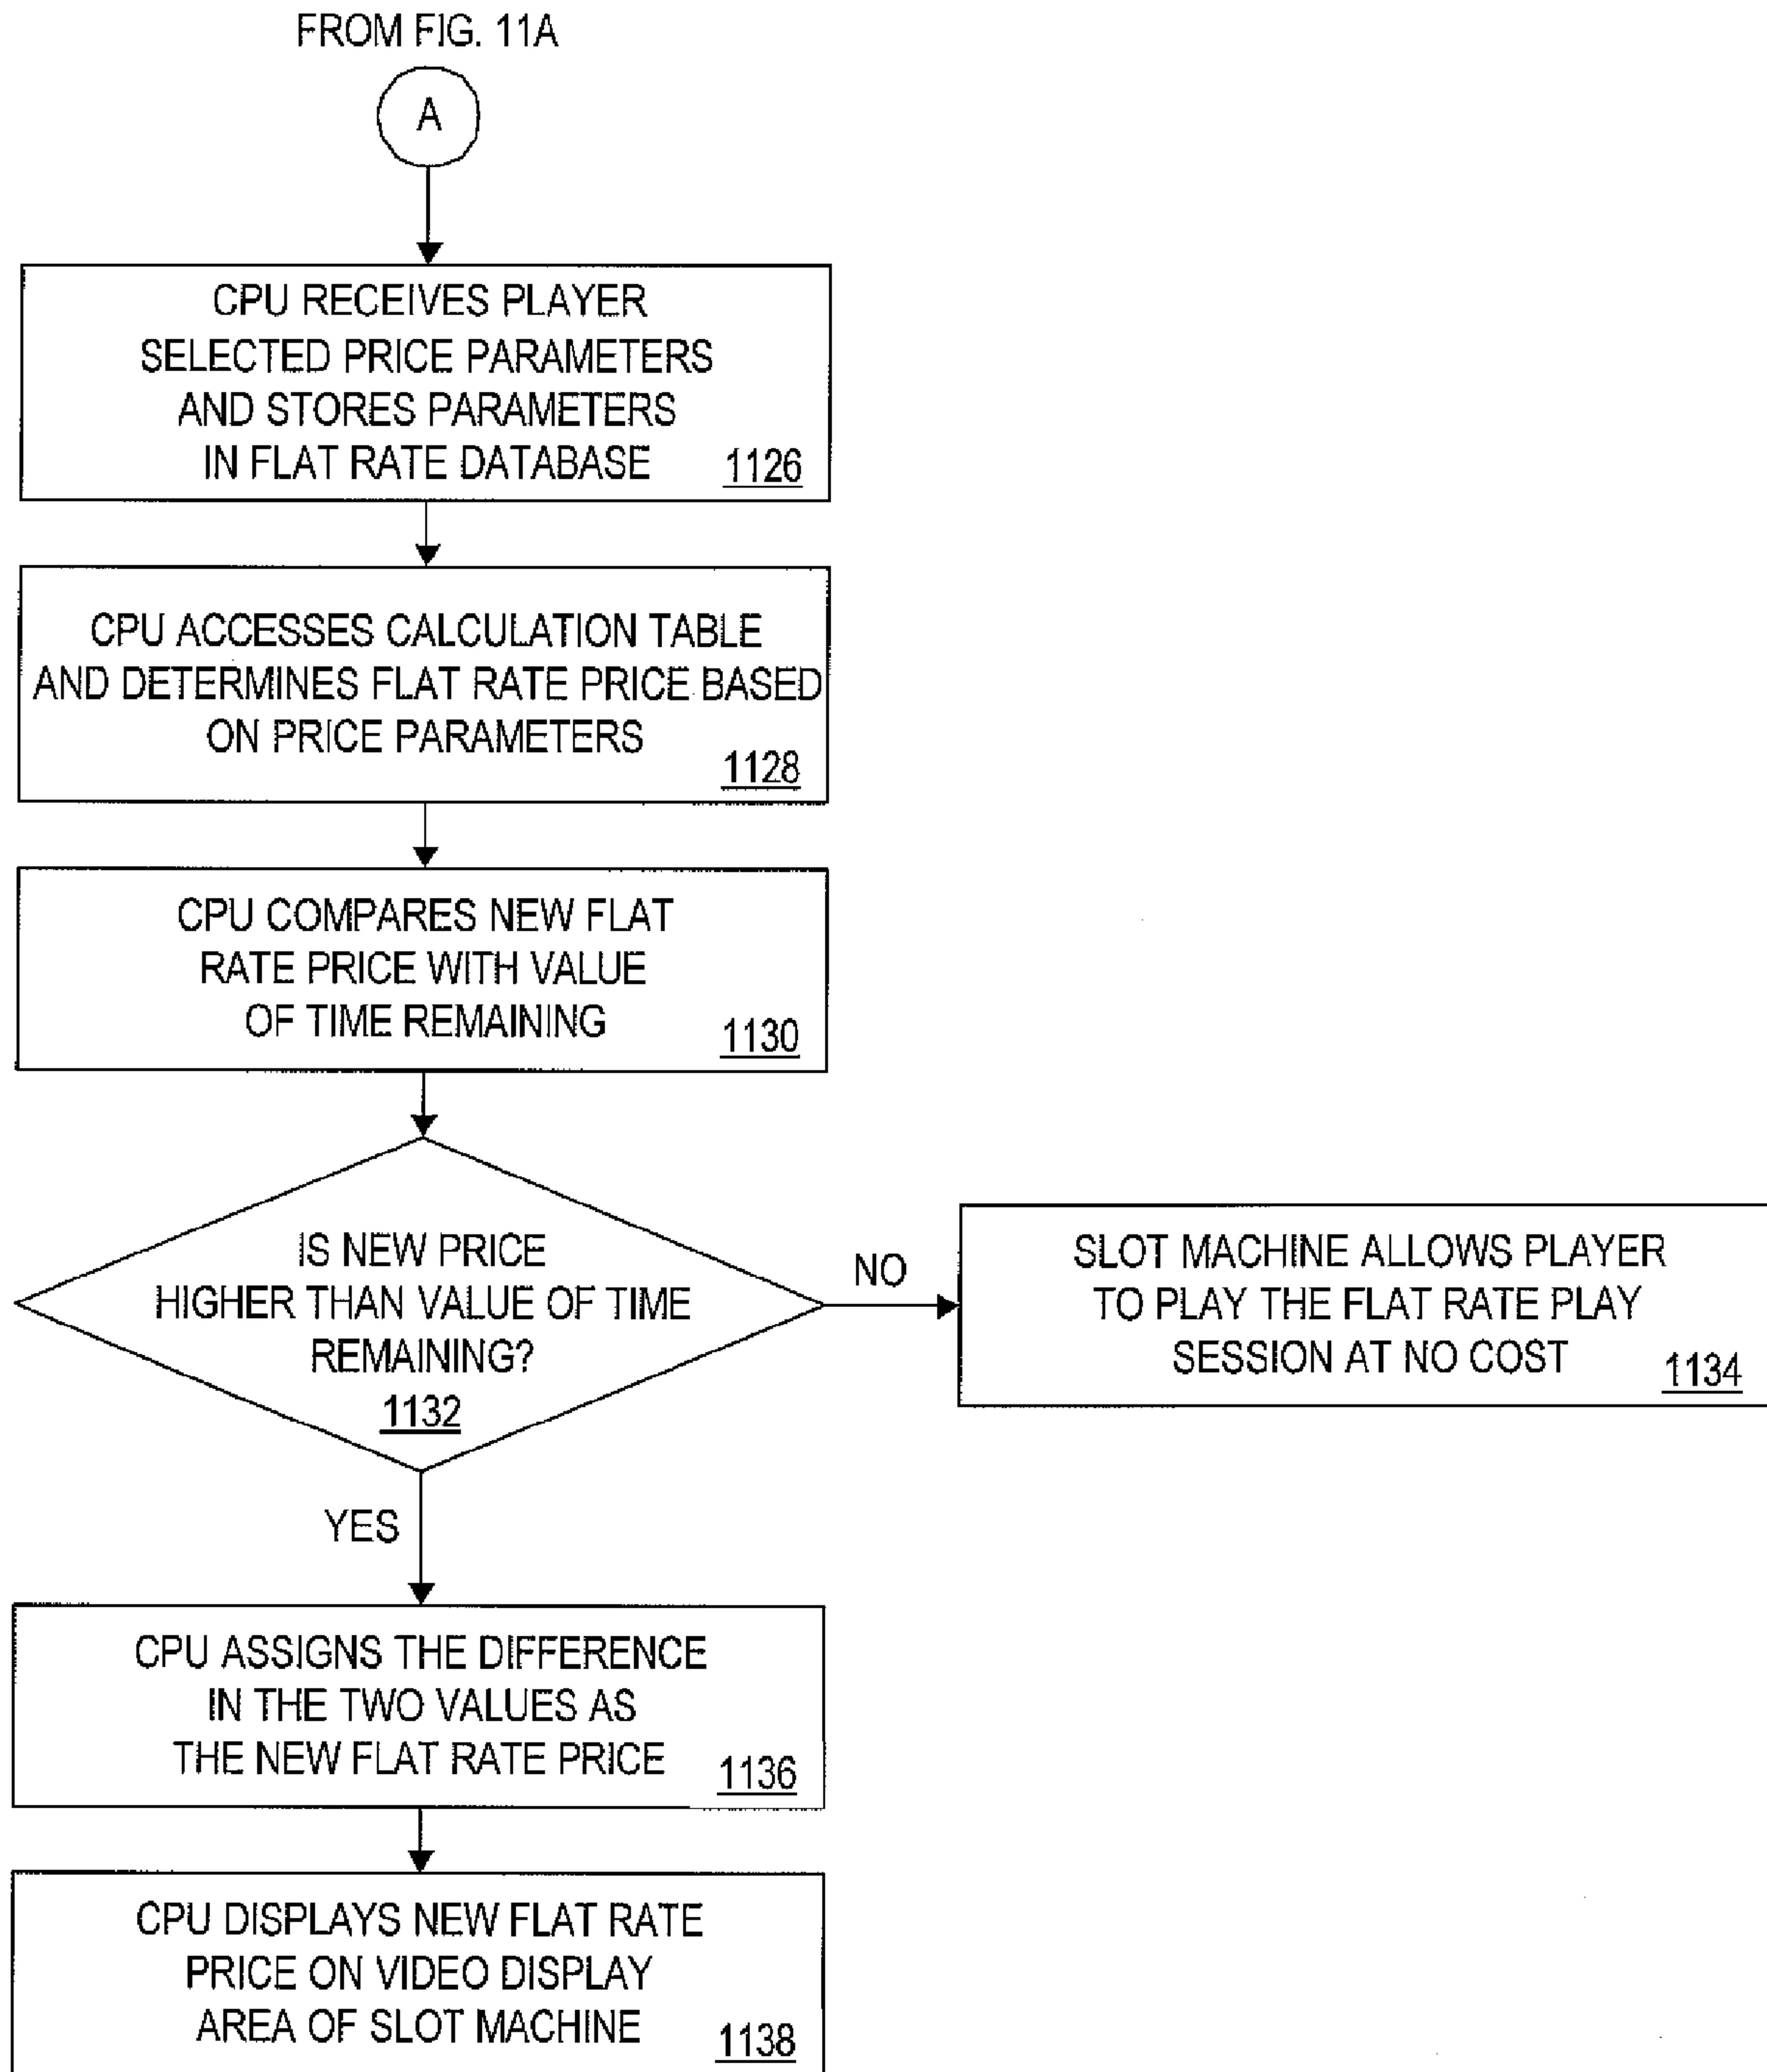 FROM FIG. 11A
A
CPU RECEIVES PLAYER
SELECTED PRICE PARAMETERS
AND STORES PARAMETERS
IN FLAT RATE DATABASE
1126
CPU ACCESSES CALCULATION TABLE
AND DETERMINES FLAT RATE PRICE BASED
ON PRICE PARAMETERS
1128
CPU COMPARES NEW FLAT
RATE PRICE WITH VALUE
OF TIME REMAINING
1130
IS NEW PRICE
HIGHER THAN VALUE OF TIME
REMAINING?
1132
NO
SLOT MACHINE ALLOWS PLAYER
TO PLAY THE FLAT RATE PLAY
SESSION AT NO COST
1134
YES
CPU ASSIGNS THE DIFFERENCE
IN THE TWO VALUES AS
THE NEW FLAT RATE PRICE
1136
CPU DISPLAYS NEW FLAT RATE
PRICE ON VIDEO DISPLAY
AREA OF SLOT MACHINE
1138